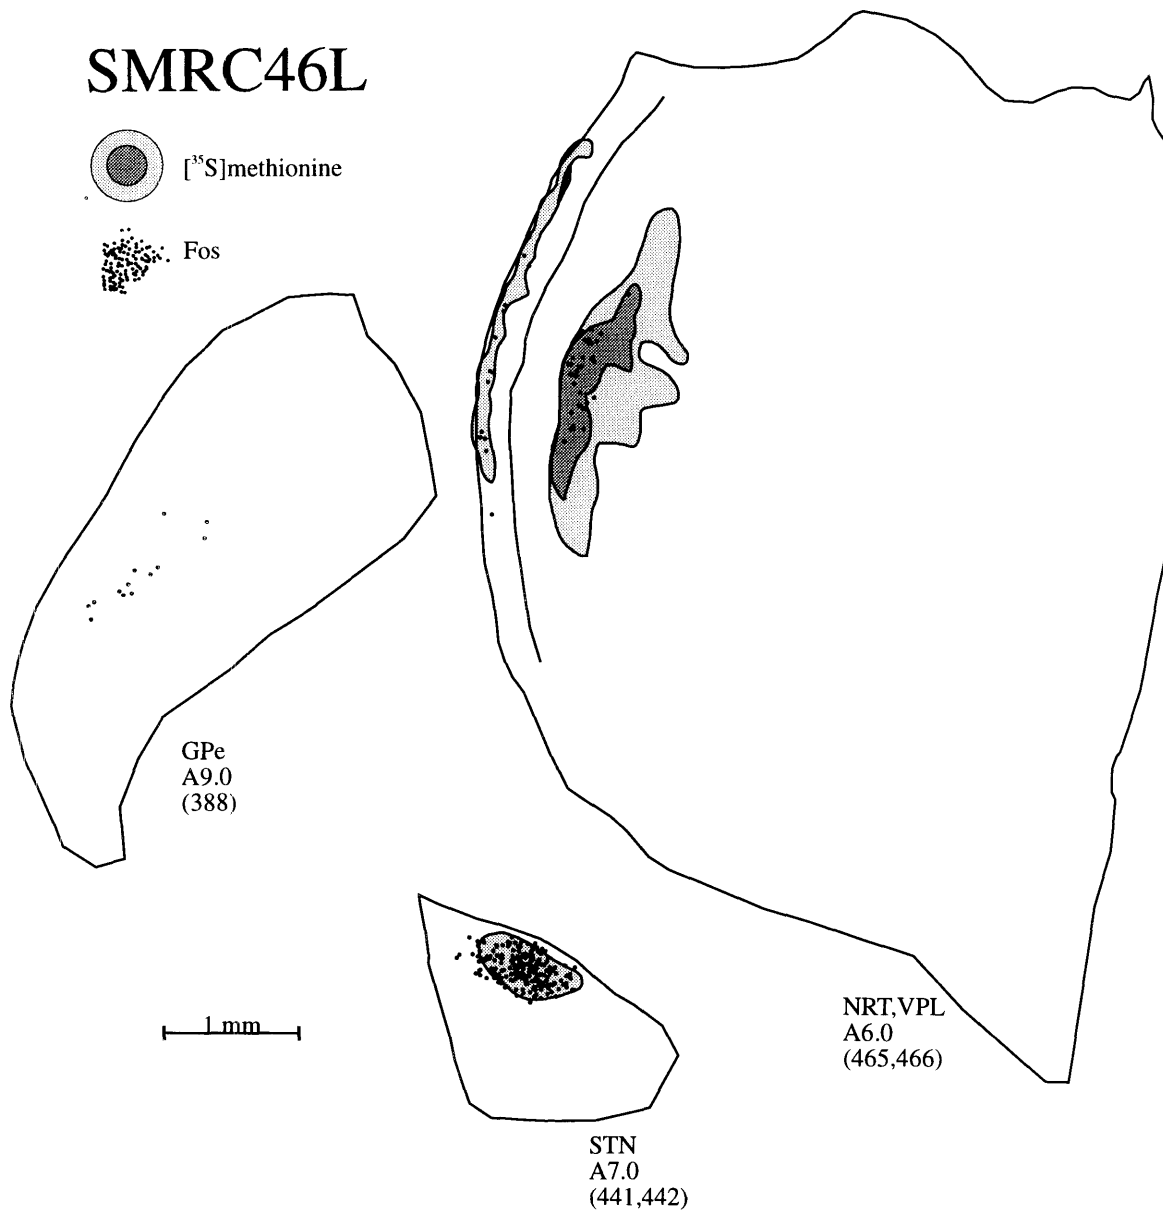 SMRC46L
[³⁵S]methionine
Fos
GPe
A9.0
(388)
1 mm
NRT,VPL
A6.0
(465,466)
STN
A7.0
(441,442)